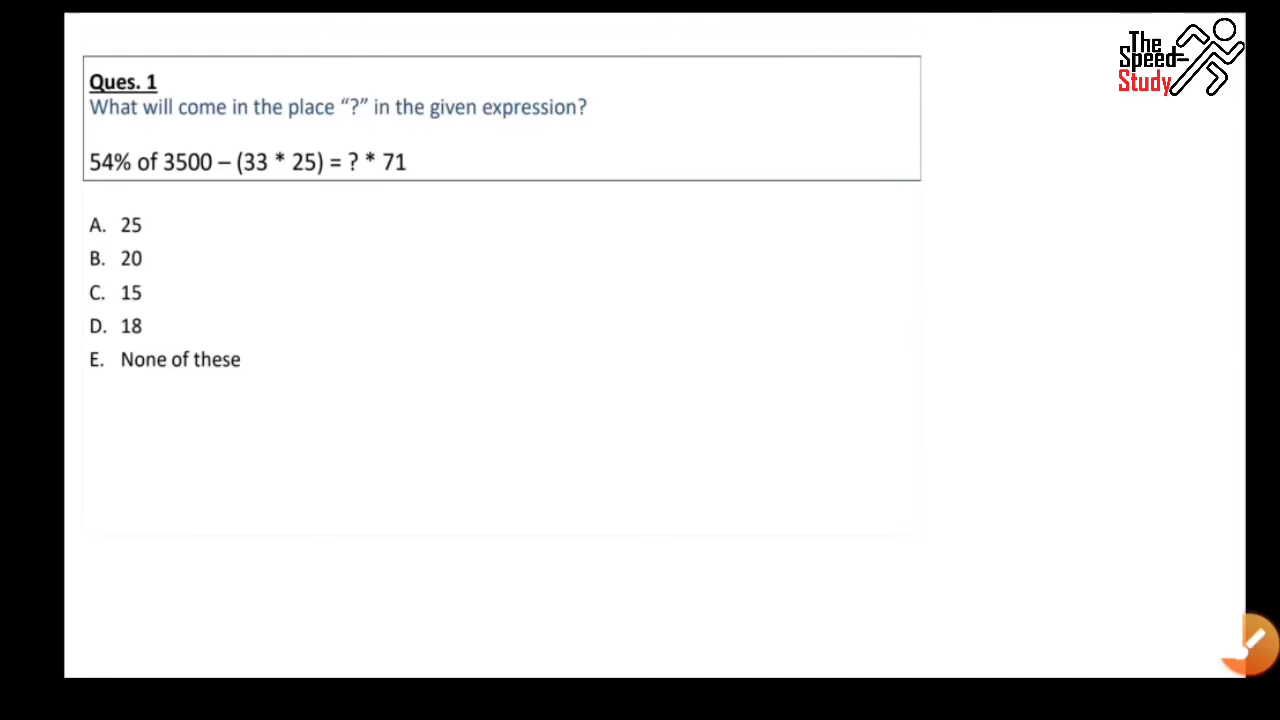 The
Speed
Study
Ques. 1
What will come in the place “?” in the given expression?
54% of 3500 – (33 * 25) = ? * 71
A. 25
B. 20
C. 15
D. 18
E. None of these